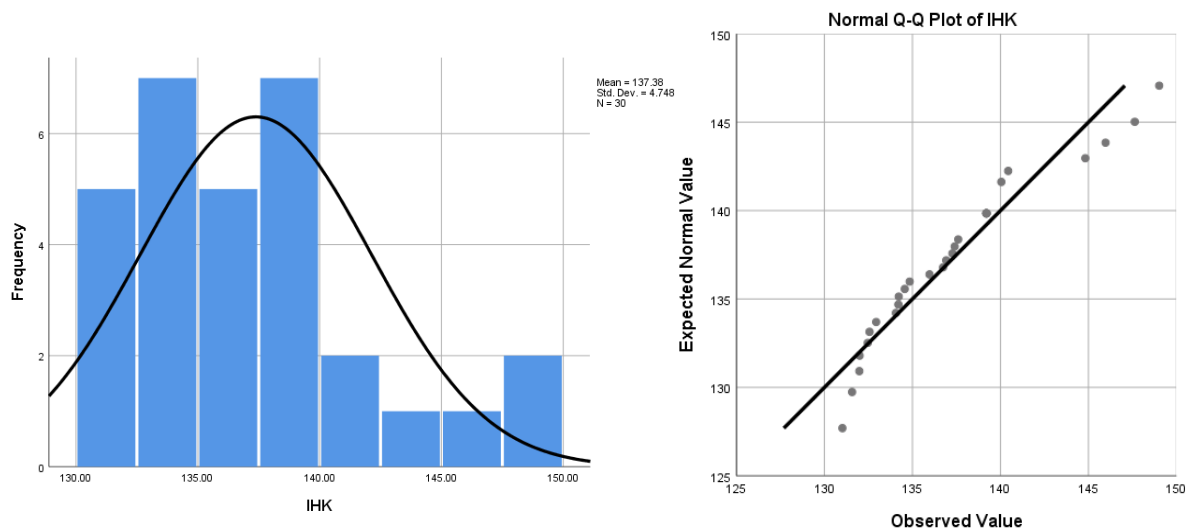 Mean = 137.38
Std. Dev. = 4.748
N = 30
Frequency
6
4
2
0
130.00 135.00 140.00 145.00 150.00
IHK
Normal Q-Q Plot of IHK
Expected Normal Value
150
145
140
135
130
125
125 130 135 140 145 150
Observed Value